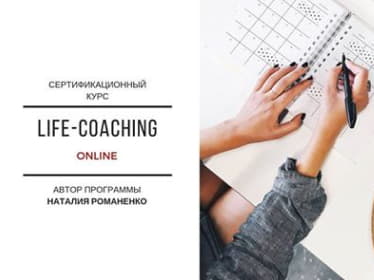 СЕРТИФИКАЦИОННЫЙ
КУРС
LIFE-COACHING
ONLINE
АВТОР ПРОГРАММЫ
НАТАЛИЯ РОМАНЕНКО